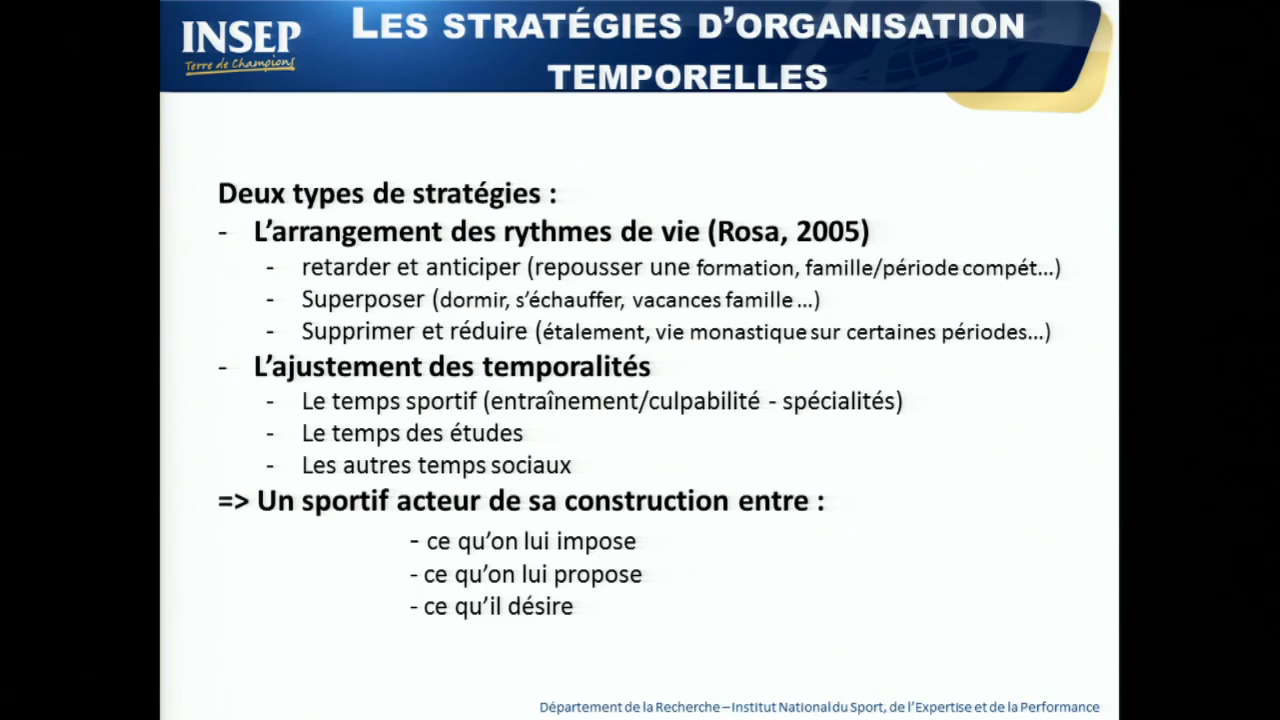 INSEP
Terre de Champions
LES STRATÉGIES D'ORGANISATION
TEMPORELLES
Deux types de stratégies :
- L'arrangement des rythmes de vie (Rosa, 2005)
- retarder et anticiper (repousser une formation, famille/période compét...)
- Superposer (dormir, s'échauffer, vacances famille ...)
- Supprimer et réduire (étalement, vie monastique sur certaines périodes...)
- L'ajustement des temporalités
- Le temps sportif (entraînement/culpabilité - spécialités)
- Le temps des études
- Les autres temps sociaux
=> Un sportif acteur de sa construction entre :
- ce qu'on lui impose
- ce qu'on lui propose
- ce qu'il désire
Département de la Recherche – Institut National du Sport, de l'Expertise et de la Performance